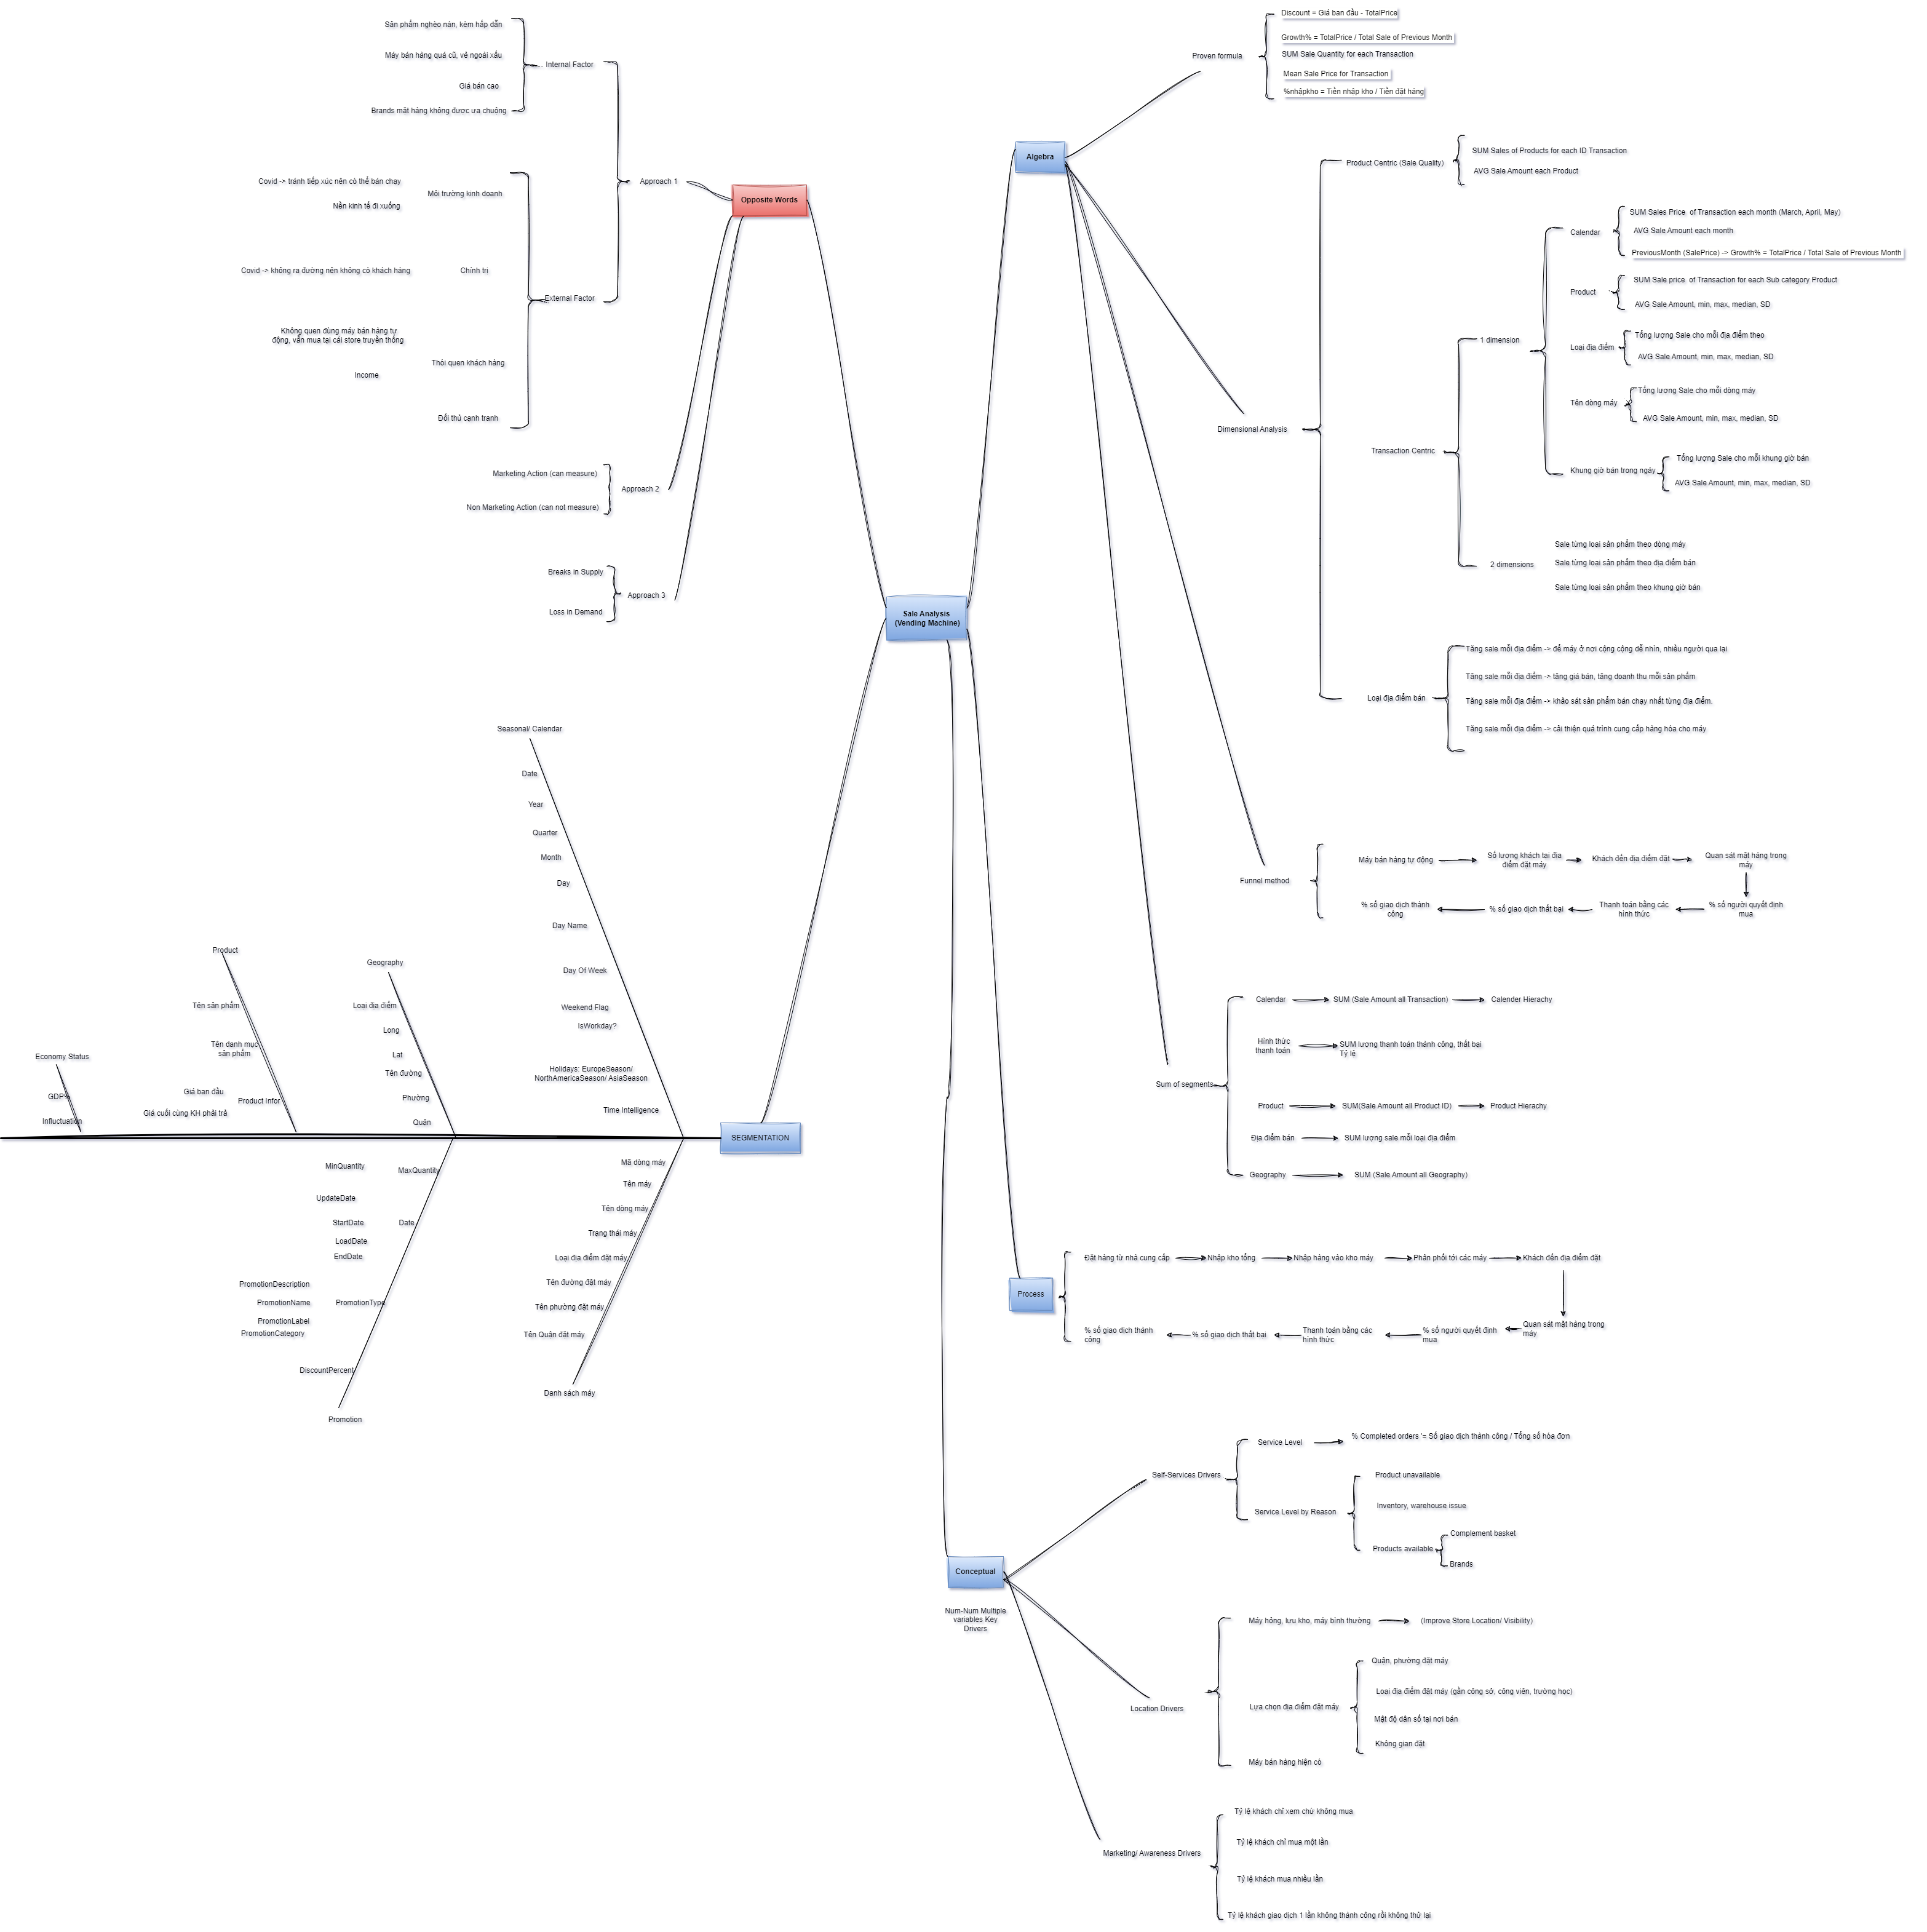 Sale Analysis
(Vending Machine)
Opposite Words
Approach 1
Internal Factor
Sản phẩm nghèo nàn, kém hấp dẫn
Máy bán hàng quá cũ, vẻ ngoài xấu
Giá bán cao
Brands mặt hàng không được ưa chuộng
External Factor
Môi trường kinh doanh
Covid -> tránh tiếp xúc nên có thể bán chạy
Nền kinh tế đi xuống
Chính trị
Covid -> không ra đường nên không có khách hàng
Thói quen khách hàng
Không quen dùng máy bán hàng tự
động, vẫn mua tại cái store truyền thống
Income
Đối thủ cạnh tranh
Approach 2
Marketing Action (can measure)
Non Marketing Action (can not measure)
Approach 3
Breaks in Supply
Loss in Demand
Algebra
Proven formula
Discount = Giá ban đầu - TotalPrice
Growth% = TotalPrice / Total Sale of Previous Month
SUM Sale Quantity for each Transaction
Mean Sale Price for Transaction
%nhậpkho = Tiền nhập kho / Tiền đặt hàng
Dimensional Analysis
Product Centric (Sale Quality)
SUM Sales of Products for each ID Transaction
AVG Sale Amount each Product
Transaction Centric
1 dimension
Calendar
SUM Sales Price of Transaction each month (March, April, May)
AVG Sale Amount each month
PreviousMonth (SalePrice) -> Growth% = TotalPrice / Total Sale of Previous Month
Product
SUM Sale price of Transaction for each Sub category Product
AVG Sale Amount, min, max, median, SD
Loại địa điểm
Tổng lượng Sale cho mỗi địa điểm theo
AVG Sale Amount, min, max, median, SD
Tên dòng máy
Tổng lượng Sale cho mỗi dòng máy
AVG Sale Amount, min, max, median, SD
Khung giờ bán trong ngày
Tổng lượng Sale cho mỗi khung giờ bán
AVG Sale Amount, min, max, median, SD
2 dimensions
Sale từng loại sản phẩm theo dòng máy
Sale từng loại sản phẩm theo địa điểm bán
Sale từng loại sản phẩm theo khung giờ bán
Loại địa điểm bán
Tăng sale mỗi địa điểm -> để máy ở nơi cộng cộng dễ nhìn, nhiều người qua lại
Tăng sale mỗi địa điểm -> tăng giá bán, tăng doanh thu mỗi sản phẩm
Tăng sale mỗi địa điểm -> khảo sát sản phẩm bán chạy nhất từng địa điểm.
Tăng sale mỗi địa điểm -> cải thiện quá trình cung cấp hàng hóa cho máy
Funnel method
Máy bán hàng tự động
Số lượng khách tại địa
điểm đặt máy
Khách đến địa điểm đặt
Quan sát mặt hàng trong
máy
% số người quyết định
mua
Thanh toán bằng các
hình thức
% số giao dịch thất bại
% số giao dịch thành
công
Sum of segments
Calendar
SUM (Sale Amount all Transaction)
Calender Hierachy
Hình thức
thanh toán
SUM lượng thanh toán thành công, thất bại
Tỷ lệ
Product
SUM(Sale Amount all Product ID)
Product Hierachy
Địa điểm bán
SUM lượng sale mỗi loại địa điểm
Geography
SUM (Sale Amount all Geography)
Process
Đặt hàng từ nhà cung cấp
Nhập kho tổng
Nhập hàng vào kho máy
Phân phối tới các máy
Khách đến địa điểm đặt
Quan sát mặt hàng trong
máy
% số người quyết định
mua
Thanh toán bằng các
hình thức
% số giao dịch thất bại
% số giao dịch thành
công
Conceptual
Num-Num Multiple
variables Key
Drivers
Self-Services Drivers
Service Level
% Completed orders '= Số giao dịch thành công / Tổng số hóa đơn
Service Level by Reason
Product unavailable
Inventory, warehouse issue
Products available
Complement basket
Brands
Location Drivers
Máy hỏng, lưu kho, máy bình thường
(Improve Store Location/ Visibility)
Lựa chọn địa điểm đặt máy
Quận, phường đặt máy
Loại địa điểm đặt máy (gần công sở, công viên, trường học)
Mật độ dân số tại nơi bán
Không gian đặt
Máy bán hàng hiện có
Marketing/ Awareness Drivers
Tỷ lệ khách chỉ xem chứ không mua
Tỷ lệ khách chỉ mua một lần
Tỷ lệ khách mua nhiều lần
Tỷ lệ khách giao dịch 1 lần không thành công rồi không thử lại
SEGMENTATION
Seasonal/ Calendar
Date
Year
Quarter
Month
Day
Day Name
Day Of Week
Weekend Flag
IsWorkday?
Holidays: EuropeSeason/
NorthAmericaSeason/ AsiaSeason
Time Intelligence
Geography
Loại địa điểm
Long
Lat
Tên đường
Phường
Quận
Product
Tên sản phẩm
Tên danh mục
sản phẩm
Giá ban đầu
Product Infor
Giá cuối cùng KH phải trả
Economy Status
GDP%
Influctuation
Mã dòng máy
Tên máy
Tên dòng máy
Trạng thái máy
Loại địa điểm đặt máy
Tên đường đặt máy
Tên phường đặt máy
Tên Quận đặt máy
Danh sách máy
MinQuantity
MaxQuantity
UpdateDate
StartDate
Date
LoadDate
EndDate
PromotionDescription
PromotionName
PromotionType
PromotionLabel
PromotionCategory
DiscountPercent
Promotion